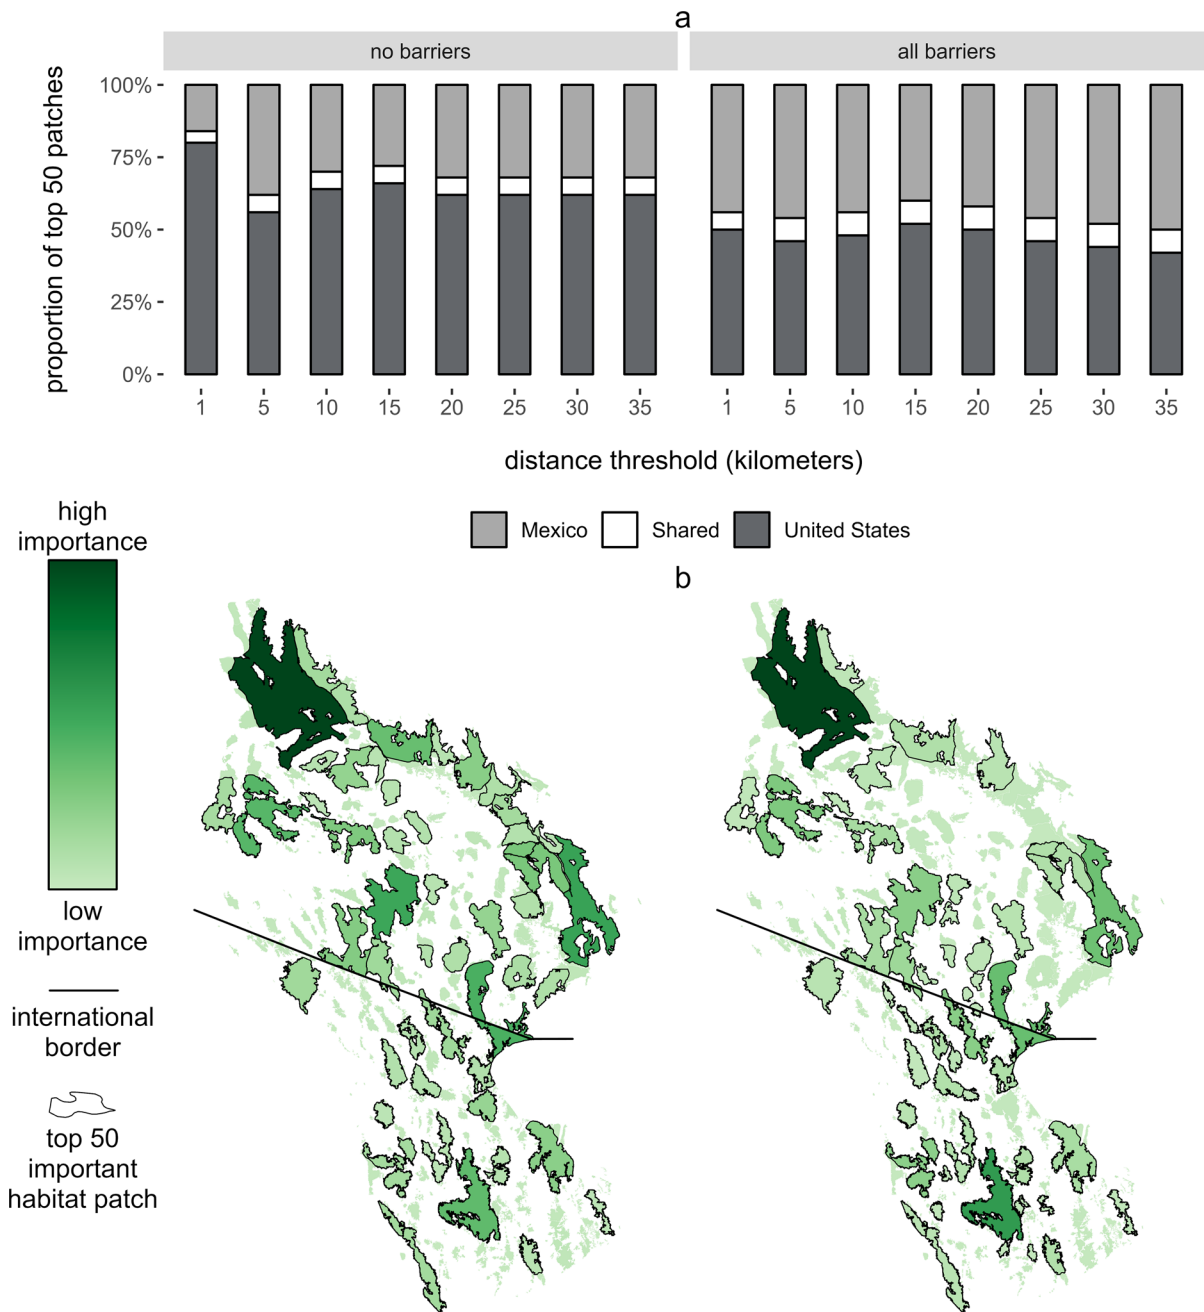 a
no barriers
all barriers
proportion of top 50 patches
100%
75%
50%
25%
0%
1 5 10 15 20 25 30 35
1 5 10 15 20 25 30 35
distance threshold (kilometers)
Mexico Shared United States
b
high
importance
low
importance
international
border
top 50
important
habitat patch